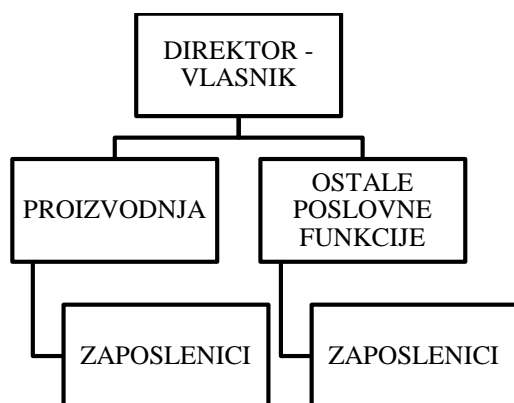 DIREKTOR -
VLASNIK
PROIZVODNJA
OSTALE
POSLOVNE
FUNKCIJE
ZAPOSLENICI
ZAPOSLENICI